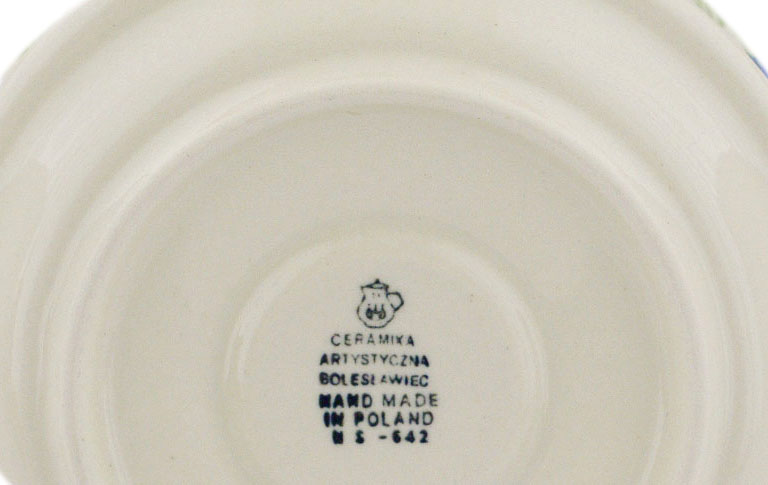 CERAMIKA
ARTYSTYCZNA
BOLESŁAWIEC
HAND MADE
IN POLAND
N S -642